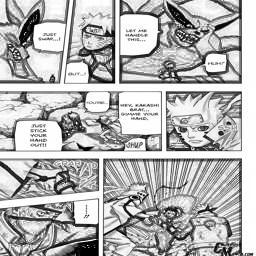 LET ME
HANDLE
THIS...
HUH?
JUST
SWAP...!
BUT...!
HEY, KAKASHI
BRAT,
GIMME YOUR
HAND.
YOU'RE...
JUST
STICK
YOUR
HAND
OUT!!
SHUP
...!!